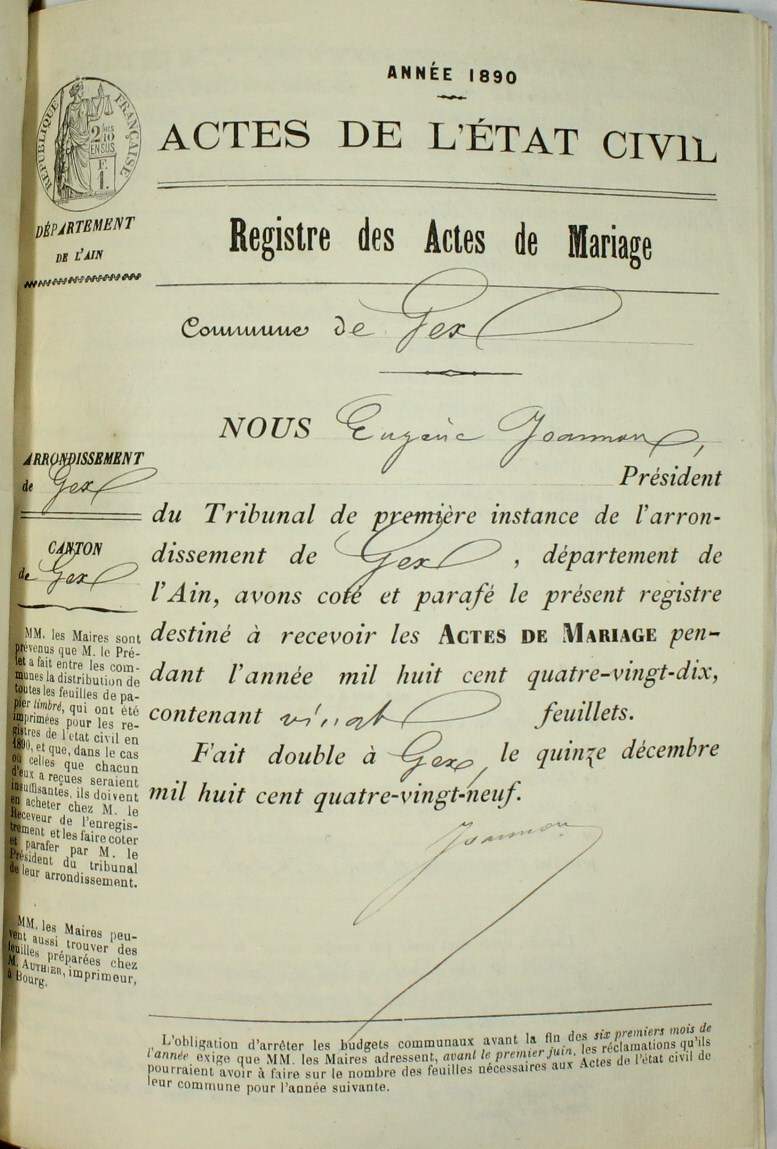 ANNÉE 1890
ACTES DE L'ÉTAT CIVIL
RÉPUBLIQUE FRANÇAISE
2/10
EN SUS
F.
1.
DÉPARTEMENT
DE L'AIN
Registre des Actes de Mariage
Commune de Gex
NOUS Eugène Joannon,
Président
du Tribunal de première instance de l'arron-
dissement de Gex, département de
l'Ain, avons coté et parafé le présent registre
destiné à recevoir les ACTES DE MARIAGE pen-
dant l'année mil huit cent quatre-vingt-dix,
contenant vingt feuillets.
Fait double à Gex, le quinze décembre
mil huit cent quatre-vingt-neuf.
Joannon
ARRONDISSEMENT
de Gex
CANTON
de Gex
MM. les Maires sont
prévenus que M. le Pré-
fet a fait entre les com-
munes la distribution de
toutes les feuilles de pa-
pier timbré, qui ont été
imprimées pour les re-
gistres de l'état civil en
1890, et que, dans le cas
où celles que chacun
d'eux a reçues seraient
insuffisantes, ils doivent
en acheter chez M. le
Receveur de l'enregis-
trement et les faire coter
et parafer par M. le
Président du tribunal
de leur arrondissement.
MM. les Maires peu-
vent aussi trouver des
feuilles préparées chez
M. AUTHIER, imprimeur,
à Bourg.
L'obligation d'arrêter les budgets communaux avant la fin des six premiers mois de
l'année exige que MM. les Maires adressent, avant le premier juin, les réclamations qu'ils
pourraient avoir à faire sur le nombre des feuilles nécessaires aux Actes de l'état civil de
leur commune pour l'année suivante.